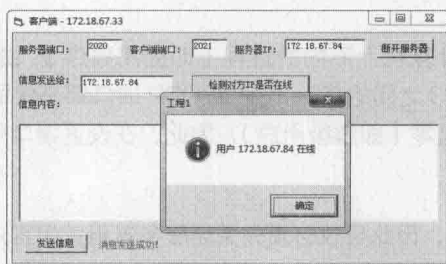 客户端 - 172.18.67.33
服务器端口: 2020 客户端端口: 2021 服务器IP: 172.18.67.84 断开服务器
信息发送给: 172.18.67.84 检测对方IP是否在线
信息内容:
工程1
用户 172.18.67.84 在线
确定
发送信息 消息发送成功!